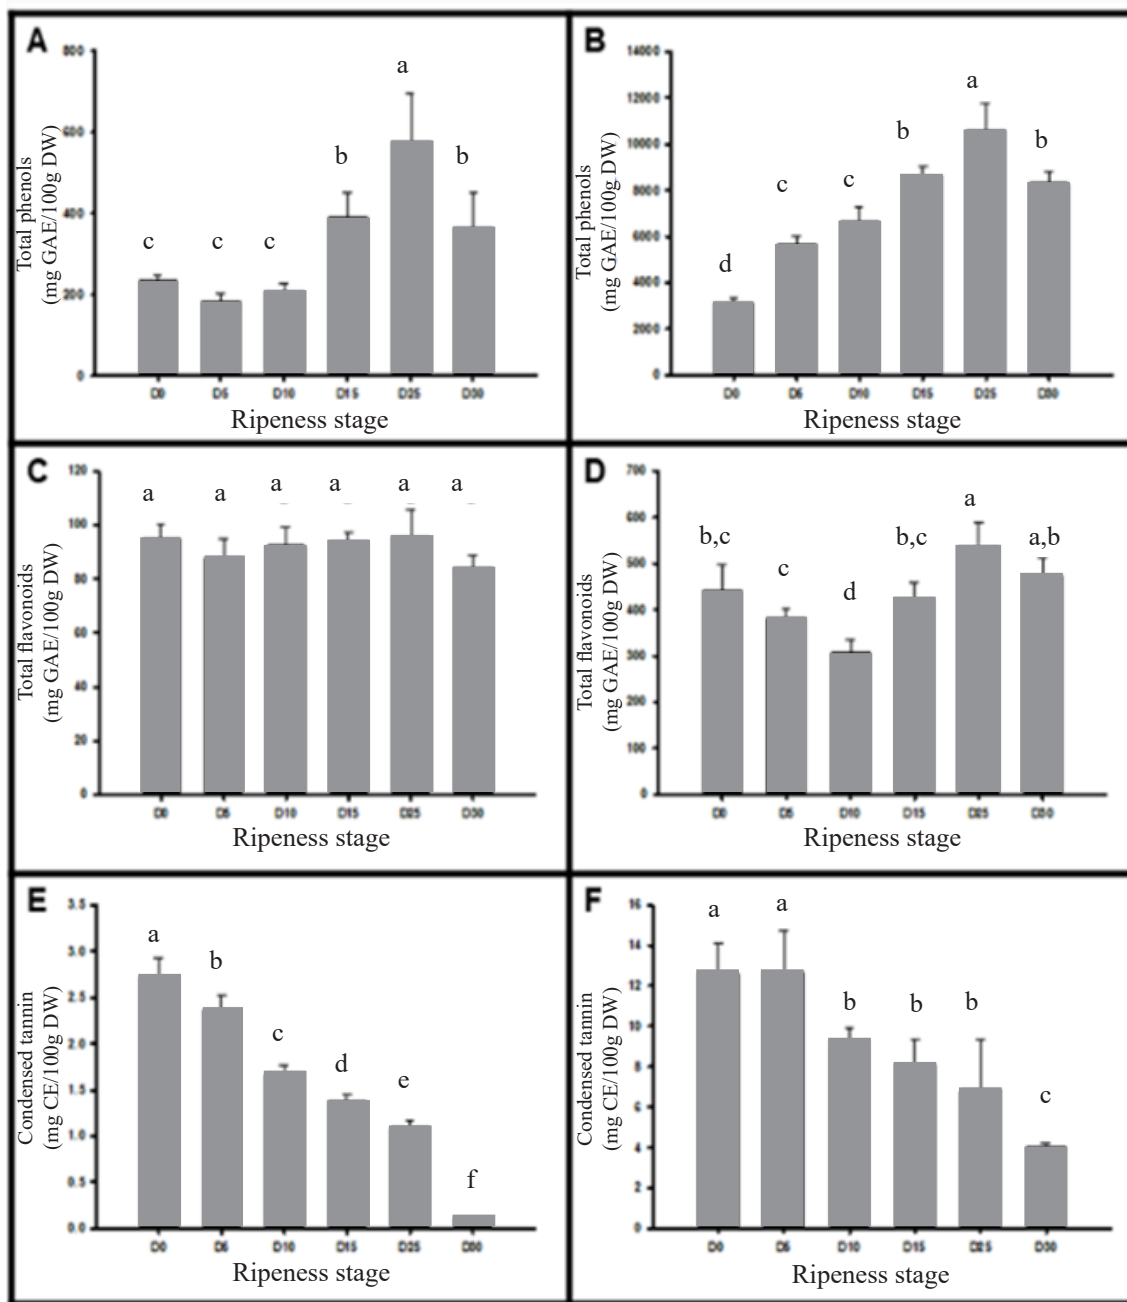 A
800
600
400
200
0
Total phenols
(mg GAE/100g DW)
c c c b a b
D0 D5 D10 D15 D25 D30
Ripeness stage
B
14000
12000
10000
8000
6000
4000
2000
0
Total phenols
(mg GAE/100g DW)
d c c b a b
D0 D5 D10 D15 D25 D30
Ripeness stage
C
120
100
80
60
40
20
0
Total flavonoids
(mg GAE/100g DW)
a a a a a a
D0 D5 D10 D15 D25 D30
Ripeness stage
D
700
600
500
400
300
200
100
0
Total flavonoids
(mg GAE/100g DW)
b,c c d b,c a a,b
D0 D5 D10 D15 D25 D30
Ripeness stage
E
3.5
3.0
2.5
2.0
1.5
1.0
0.5
0.0
Condensed tannin
(mg CE/100g DW)
a b c d e f
D0 D5 D10 D15 D25 D30
Ripeness stage
F
16
14
12
10
8
6
4
2
0
Condensed tannin
(mg CE/100g DW)
a a b b b c
D0 D5 D10 D15 D25 D30
Ripeness stage